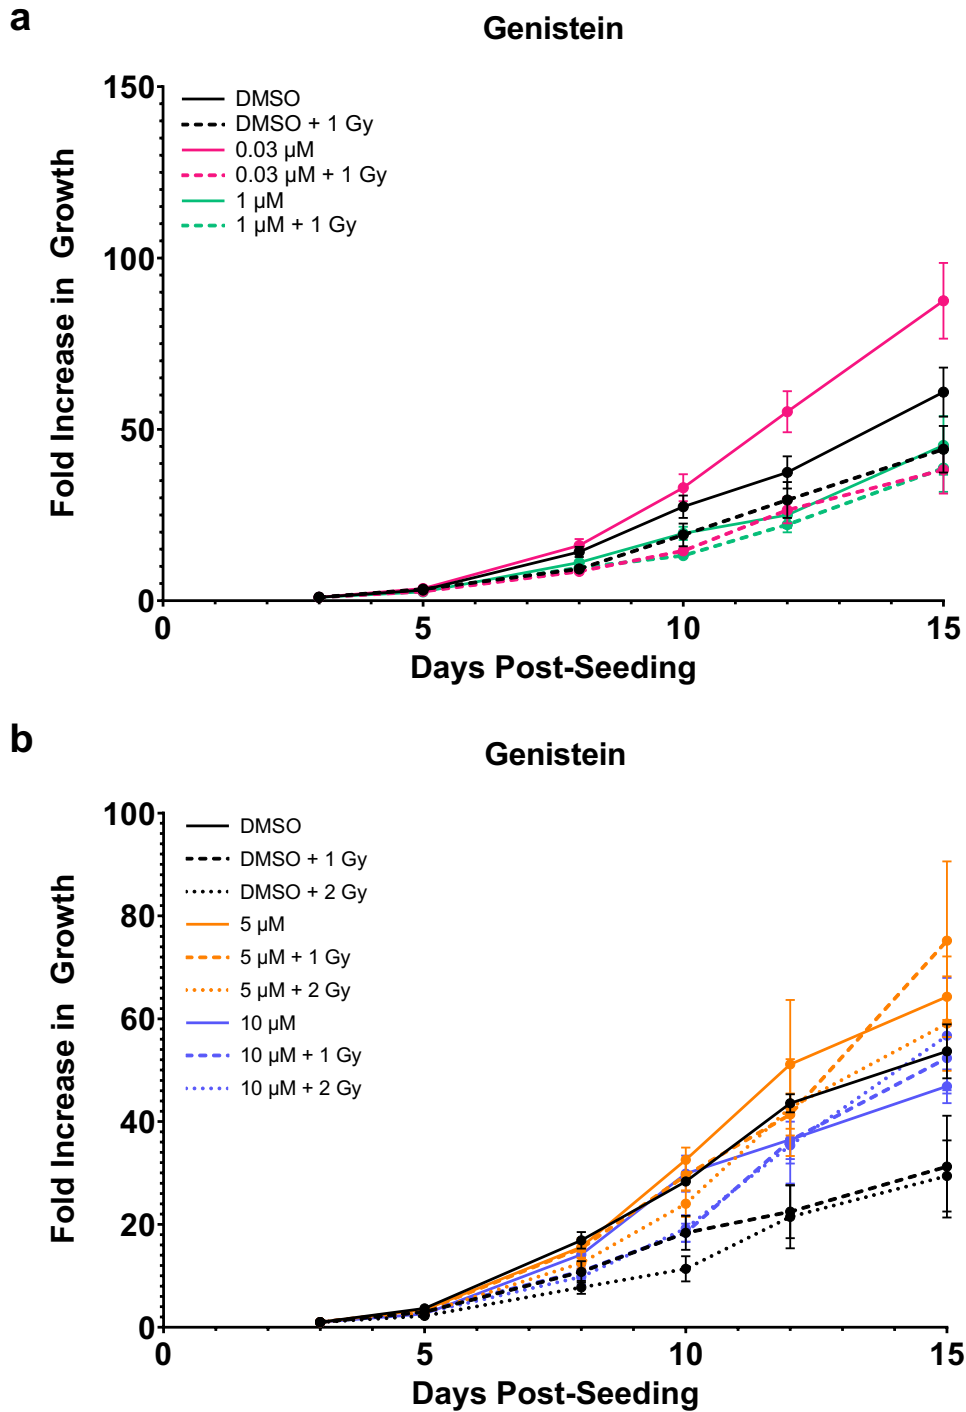 a
Genistein
150
100
50
0
DMSO
DMSO + 1 Gy
0.03 µM
0.03 µM + 1 Gy
1 µM
1 µM + 1 Gy
Fold Increase in Growth
0 5 10 15
Days Post-Seeding
b
Genistein
100
80
60
40
20
0
DMSO
DMSO + 1 Gy
DMSO + 2 Gy
5 µM
5 µM + 1 Gy
5 µM + 2 Gy
10 µM
10 µM + 1 Gy
10 µM + 2 Gy
Fold Increase in Growth
0 5 10 15
Days Post-Seeding